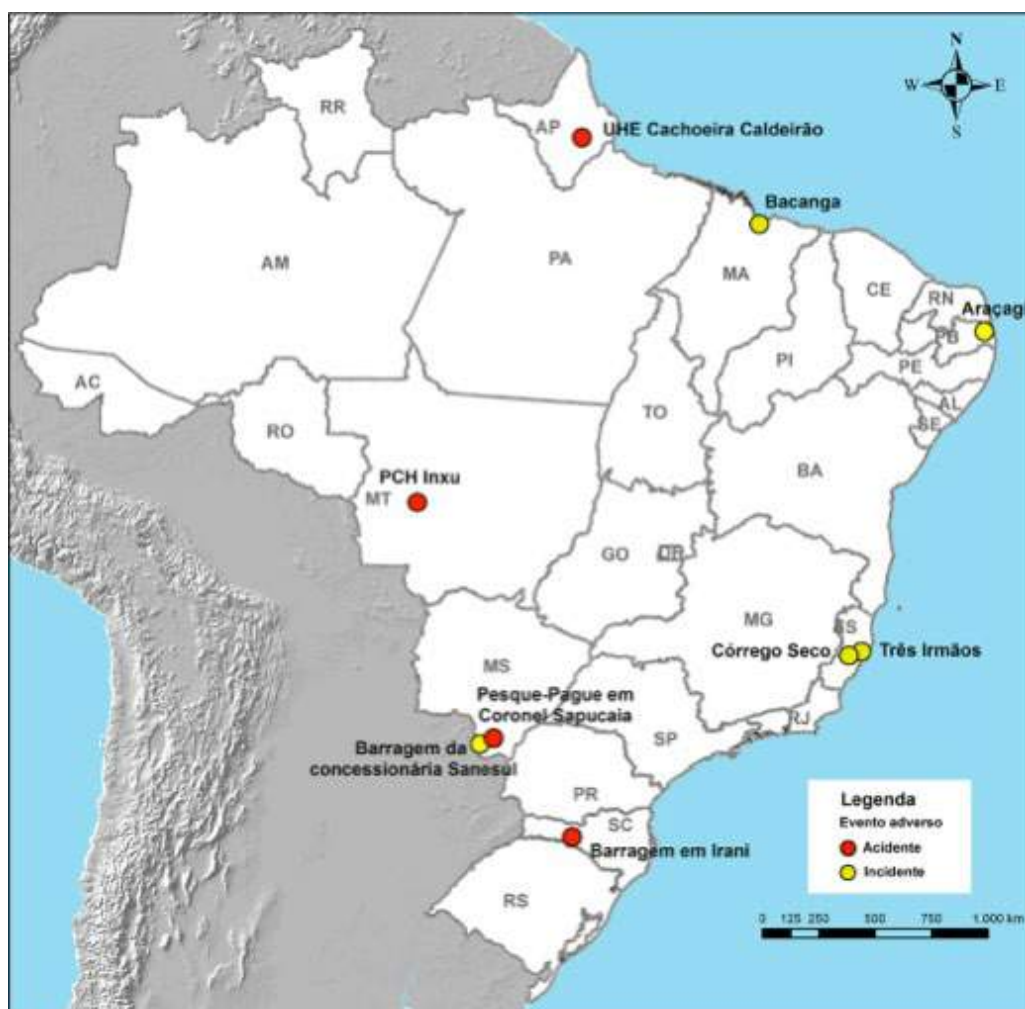 N
W
E
S
RR
AP
UHE Cachoeira Caldeirão
Bacanga
AM
PA
MA
CE
RN
Araçagi
PB
PI
PE
AC
TO
AL
SE
RO
BA
PCH Inxu
MT
GO
DF
MG
ES
Córrego Seco
Três Irmãos
MS
Pesque-Pague em
Coronel Sapucaia
RJ
SP
Barragem da
concessionária Sanesul
PR
SC
Barragem em Irani
RS
Legenda
Evento adverso
Acidente
Incidente
0 125 250 500 750 1.000 km